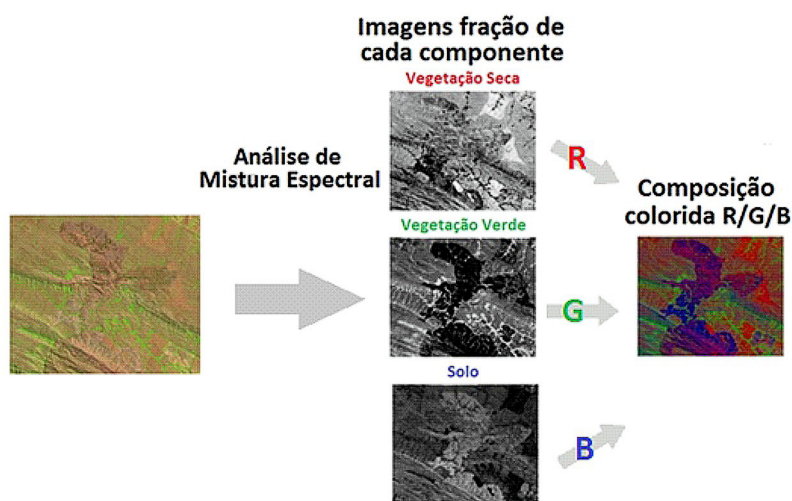 Imagens fração de
cada componente
Vegetação Seca
Análise de
Mistura Espectral
R
Composição
colorida R/G/B
Vegetação Verde
G
Solo
B